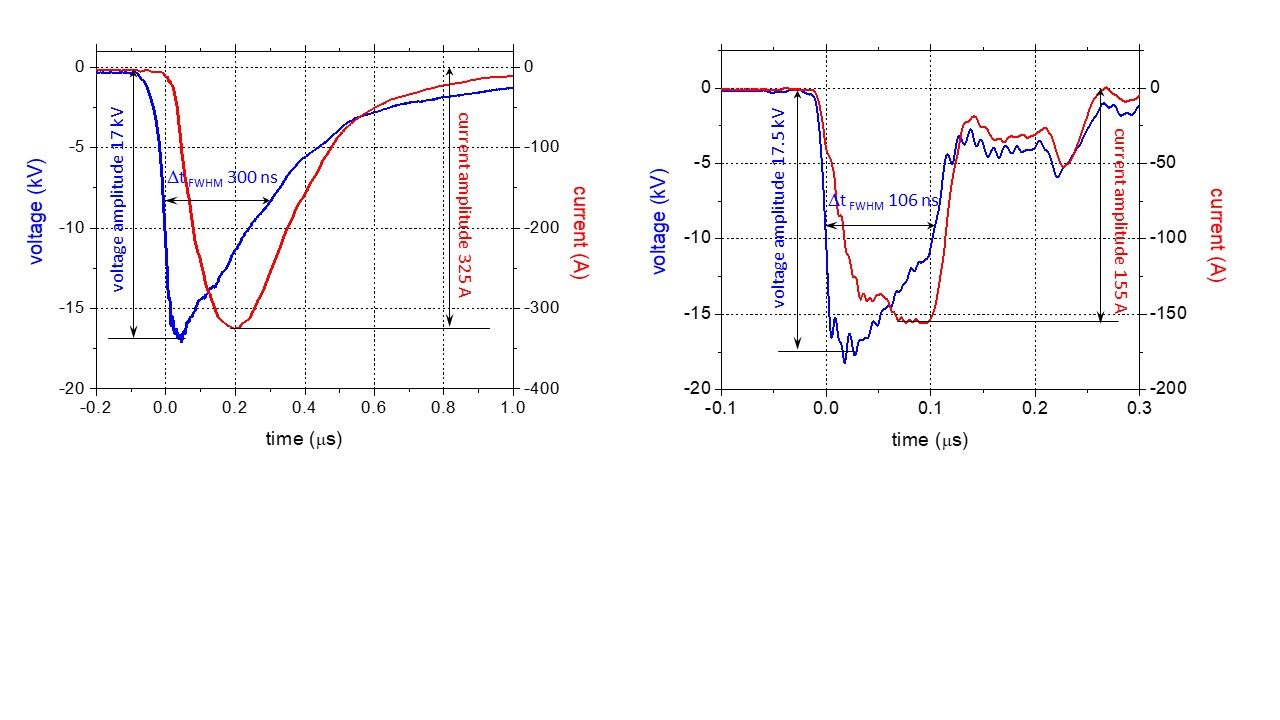 voltage (kV)
0
-5
-10
-15
-20
-0.2
0.0
0.2
0.4
0.6
0.8
1.0
time (μs)
0
-100
-200
-300
-400
current (A)
voltage amplitude 17 kV
Δt FWHM 300 ns
current amplitude 325 A
voltage (kV)
0
-5
-10
-15
-20
-0.1
0.0
0.1
0.2
0.3
time (μs)
0
-50
-100
-150
-200
current (A)
voltage amplitude 17.5 kV
Δt FWHM 106 ns
current amplitude 155 A